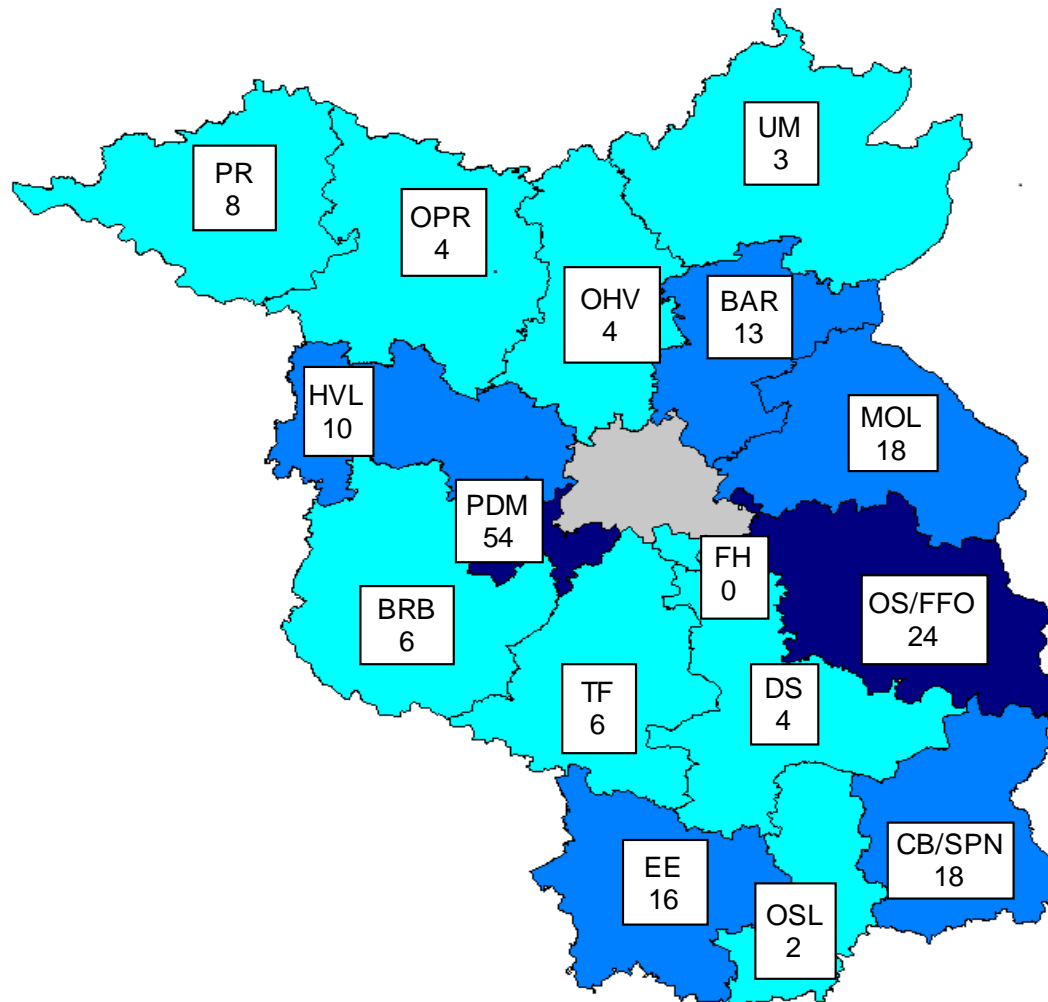 UM
3
PR
8
OPR
4
OHV
4
BAR
13
HVL
10
MOL
18
PDM
54
FH
0
OS/FFO
24
BRB
6
TF
6
DS
4
CB/SPN
18
EE
16
OSL
2